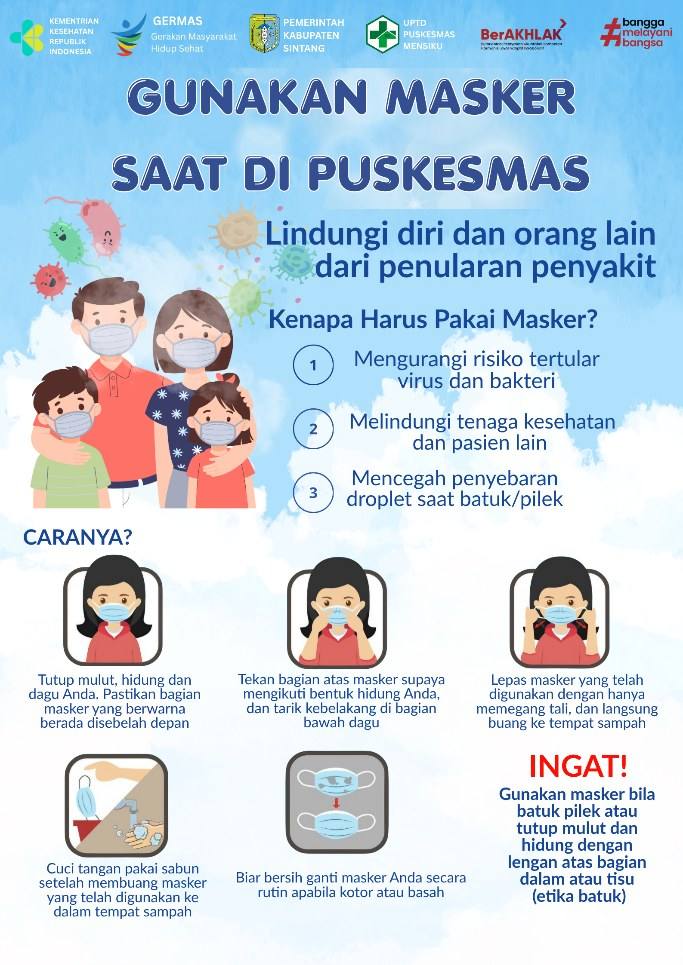 KEMENTRIAN
KESEHATAN
REPUBLIK
INDONESIA
GERMAS
Gerakan Masyarakat
Hidup Sehat
PEMERINTAH
KABUPATEN
SINTANG
UPTD
PUSKESMAS
MENSIKU
BerAKHLAK
#bangga
melayani
bangsa
GUNAKAN MASKER
SAAT DI PUSKESMAS
Lindungi diri dan orang lain
dari penularan penyakit
Kenapa Harus Pakai Masker?
1 Mengurangi risiko tertular
virus dan bakteri
2 Melindungi tenaga kesehatan
dan pasien lain
3 Mencegah penyebaran
droplet saat batuk/pilek
CARANYA?
Tutup mulut, hidung dan
dagu Anda. Pastikan bagian
masker yang berwarna
berada disebelah depan
Tekan bagian atas masker supaya
mengikuti bentuk hidung Anda,
dan tarik kebelakang di bagian
bawah dagu
Lepas masker yang telah
digunakan dengan hanya
memegang tali, dan langsung
buang ke tempat sampah
Cuci tangan pakai sabun
setelah membuang masker
yang telah digunakan ke
dalam tempat sampah
Biar bersih ganti masker Anda secara
rutin apabila kotor atau basah
INGAT!
Gunakan masker bila
batuk pilek atau
tutup mulut dan
hidung dengan
lengan atas bagian
dalam atau tisu
(etika batuk)